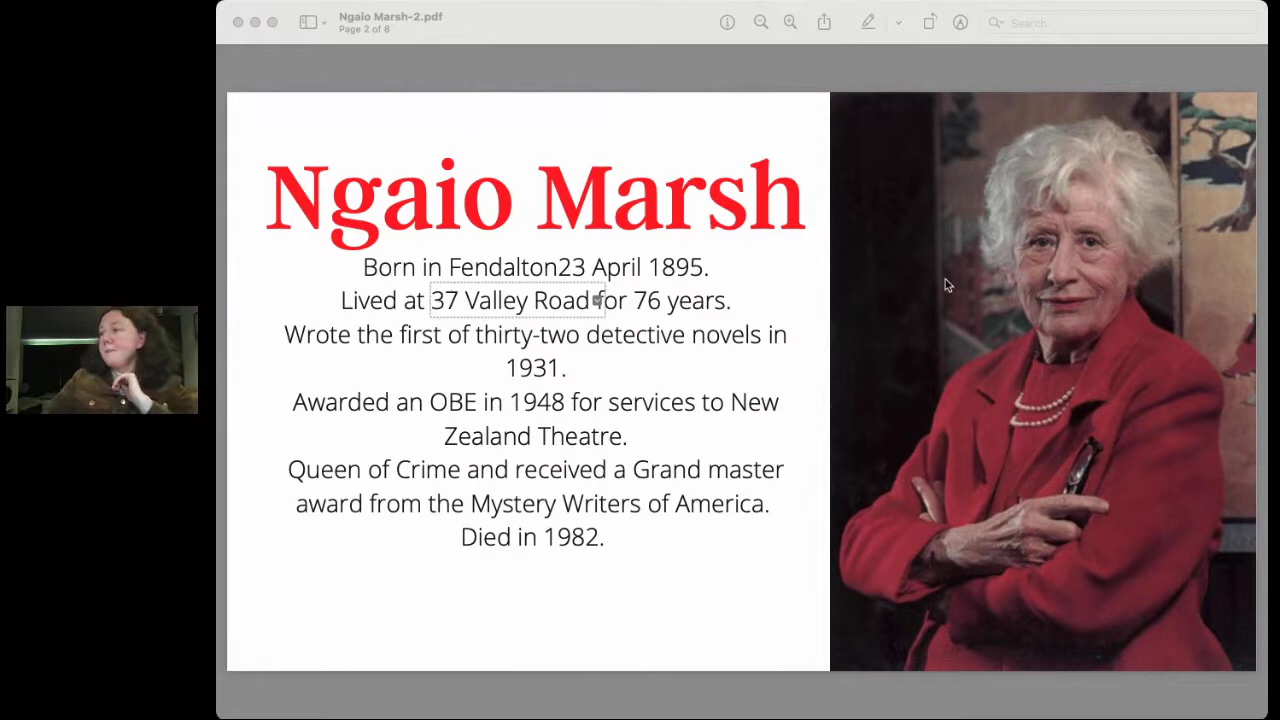 Ngaio Marsh-2.pdf
Page 2 of 8
Search
Ngaio Marsh
Born in Fendalton23 April 1895.
Lived at 37 Valley Road for 76 years.
Wrote the first of thirty-two detective novels in
1931.
Awarded an OBE in 1948 for services to New
Zealand Theatre.
Queen of Crime and received a Grand master
award from the Mystery Writers of America.
Died in 1982.